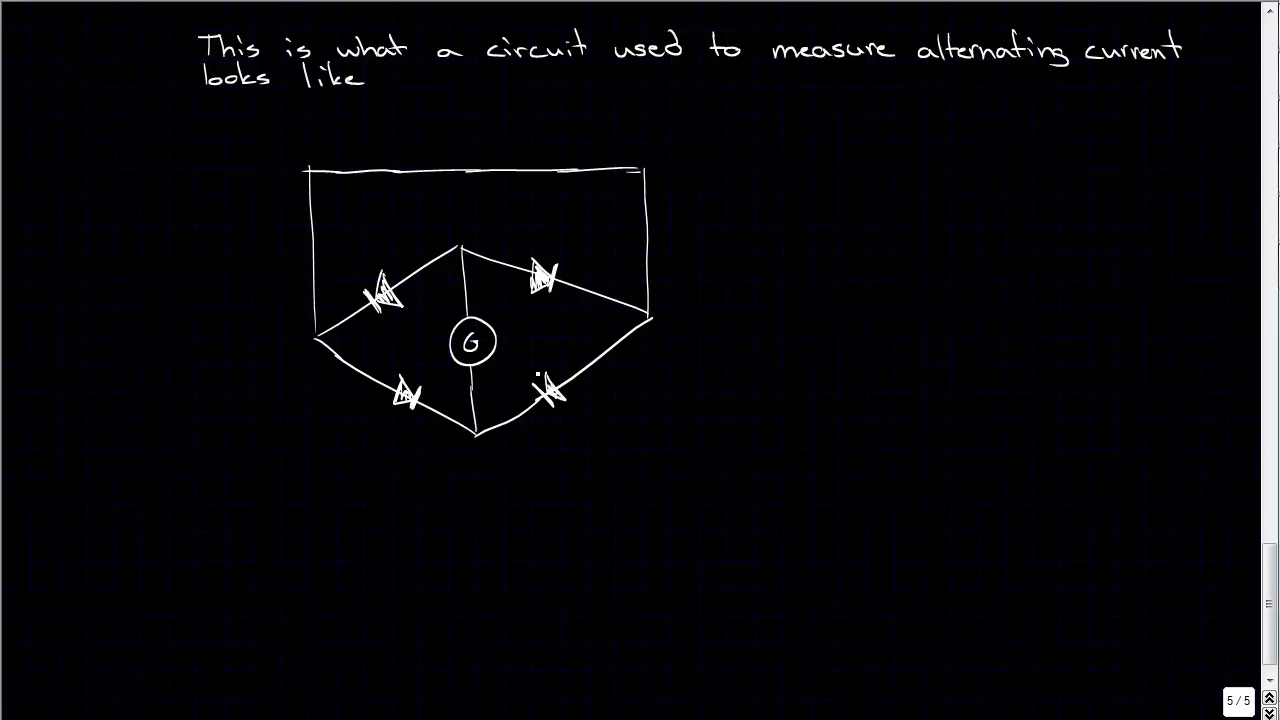 This is what a circuit used to measure alternating current
looks like
G
5/5